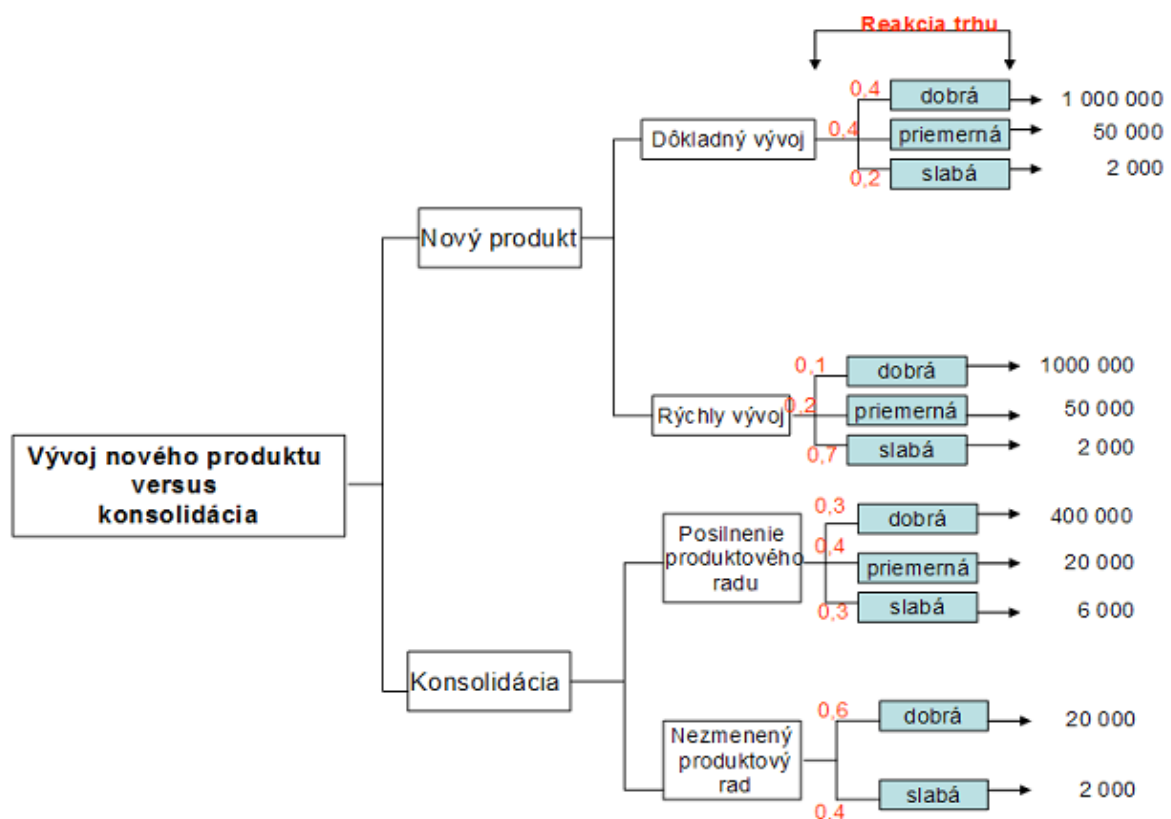 Reakcia trhu
0,4
dobrá
1 000 000
Dôkladný vývoj
0,4
priemerná
50 000
0,2
slabá
2 000
Nový produkt
0,1
dobrá
1000 000
Rýchly vývoj
0,2
priemerná
50 000
0,7
slabá
2 000
Vývoj nového produktu
versus
konsolidácia
0,3
dobrá
400 000
Posilnenie
produktového
radu
0,4
priemerná
20 000
0,3
slabá
6 000
Konsolidácia
0,6
dobrá
20 000
Nezmenený
produktový
rad
0,4
slabá
2 000